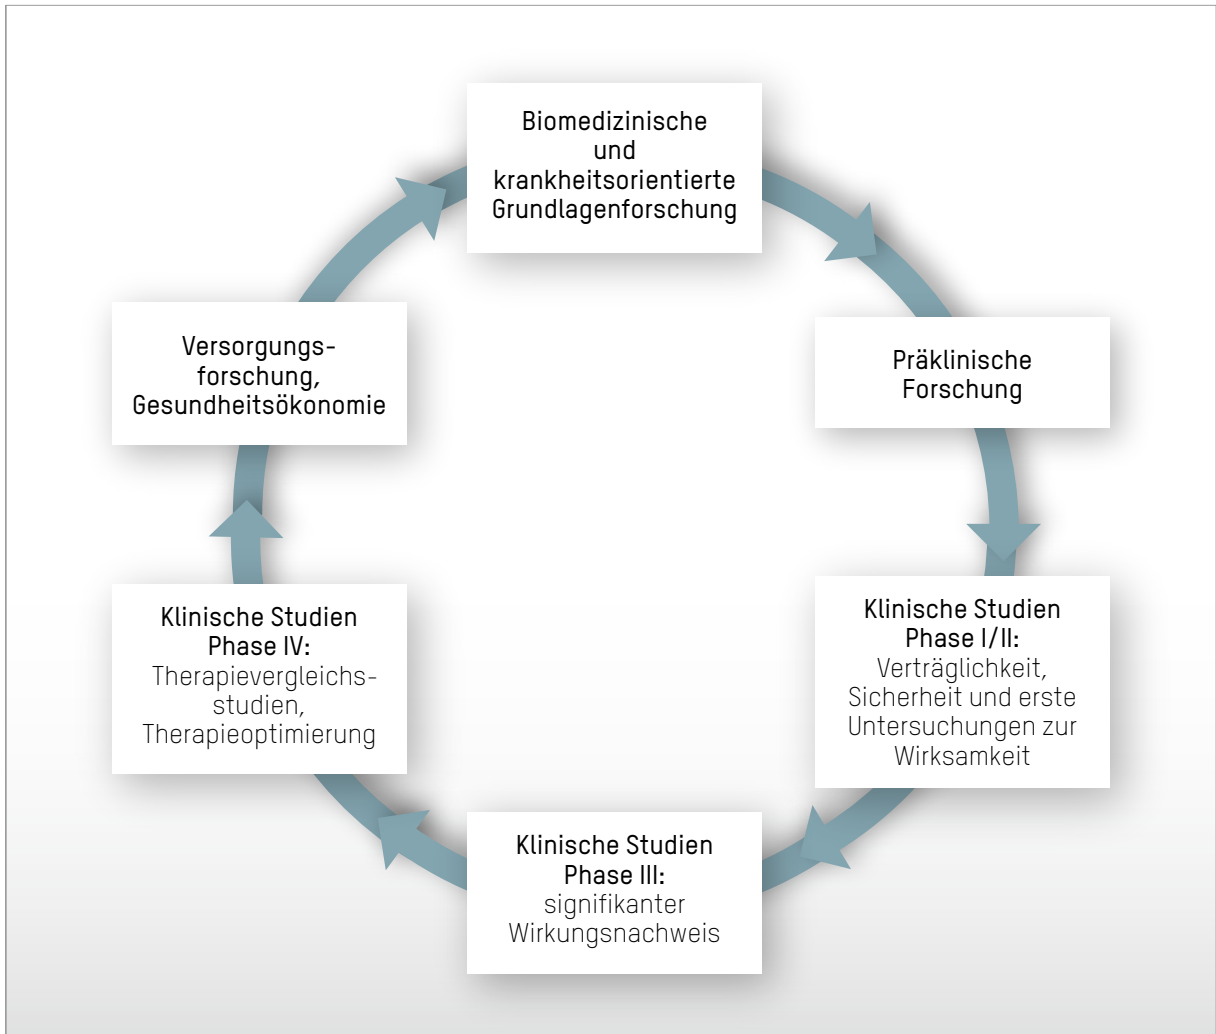 Biomedizinische
und
krankheitsorientierte
Grundlagenforschung
Präklinische
Forschung
Klinische Studien
Phase I/II:
Verträglichkeit,
Sicherheit und erste
Untersuchungen zur
Wirksamkeit
Klinische Studien
Phase III:
signifikanter
Wirkungsnachweis
Klinische Studien
Phase IV:
Therapievergleichs-
studien,
Therapieoptimierung
Versorgungs-
forschung,
Gesundheitsökonomie